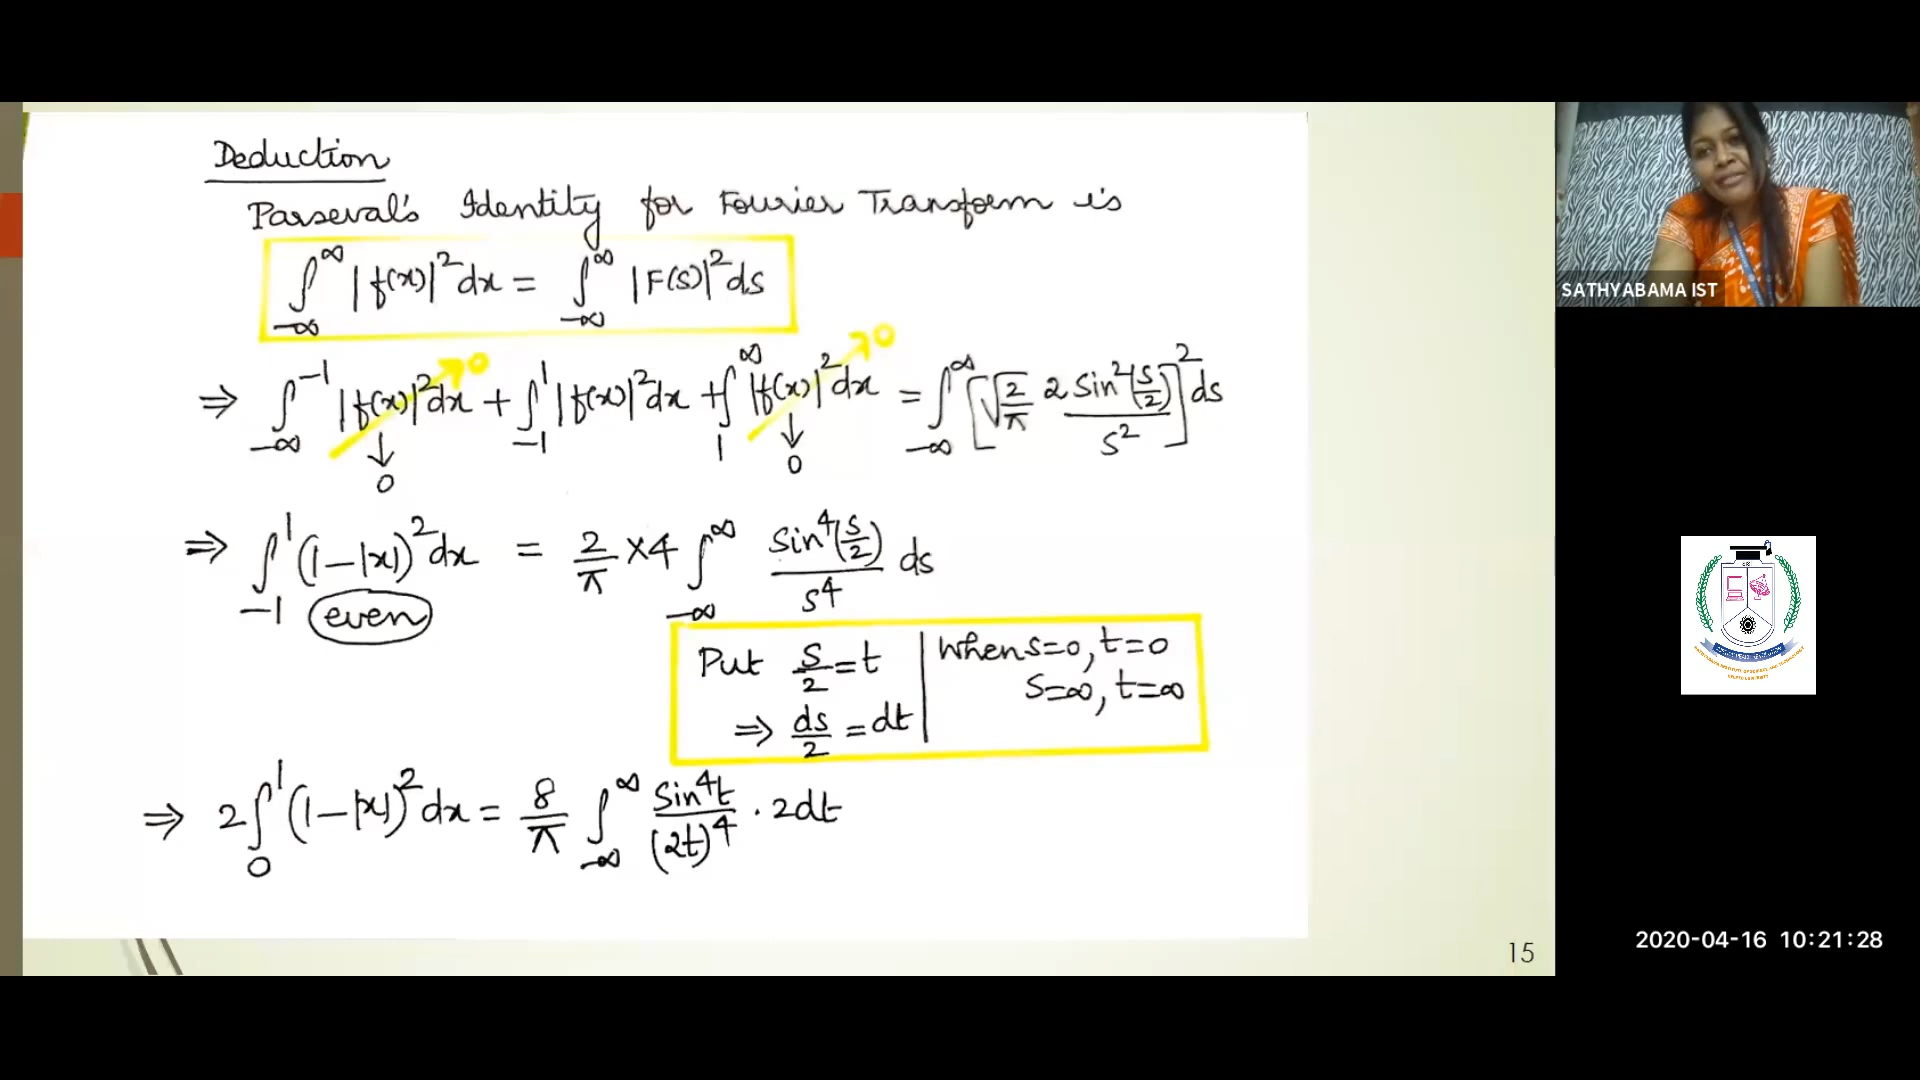 Deduction
Parseval's Identity for Fourier Transform is
∫_{-∞}^{∞} |f(x)|² dx = ∫_{-∞}^{∞} |F(s)|² ds
⇒ ∫_{-∞}^{-1} |f(x)|² dx + ∫_{-1}^{1} |f(x)|² dx + ∫_{1}^{∞} |f(x)|² dx = ∫_{-∞}^{∞} [√(2/π) 2 sin²(s/2) / s²]² ds
→ 0 → 0
↓ 0 ↓ 0
⇒ ∫_{-1}^{1} (1-|x|)² dx = 2/π × 4 ∫_{-∞}^{∞} sin⁴(s/2) / s⁴ ds
even
Put s/2 = t | When s=0, t=0
s=∞, t=∞
⇒ ds/2 = dt
⇒ 2 ∫_{0}^{1} (1-|x|)² dx = 8/π ∫_{-∞}^{∞} sin⁴t / (2t)⁴ · 2dt
15
SATHYABAMA IST
2020-04-16 10:21:28